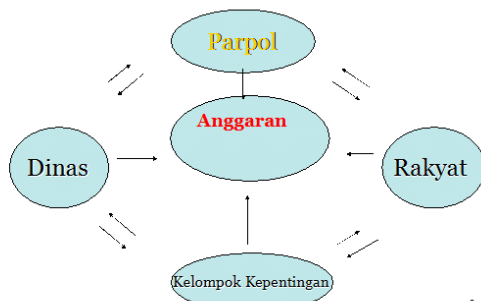 Parpol
Anggaran
Dinas
Rakyat
Kelompok Kepentingan